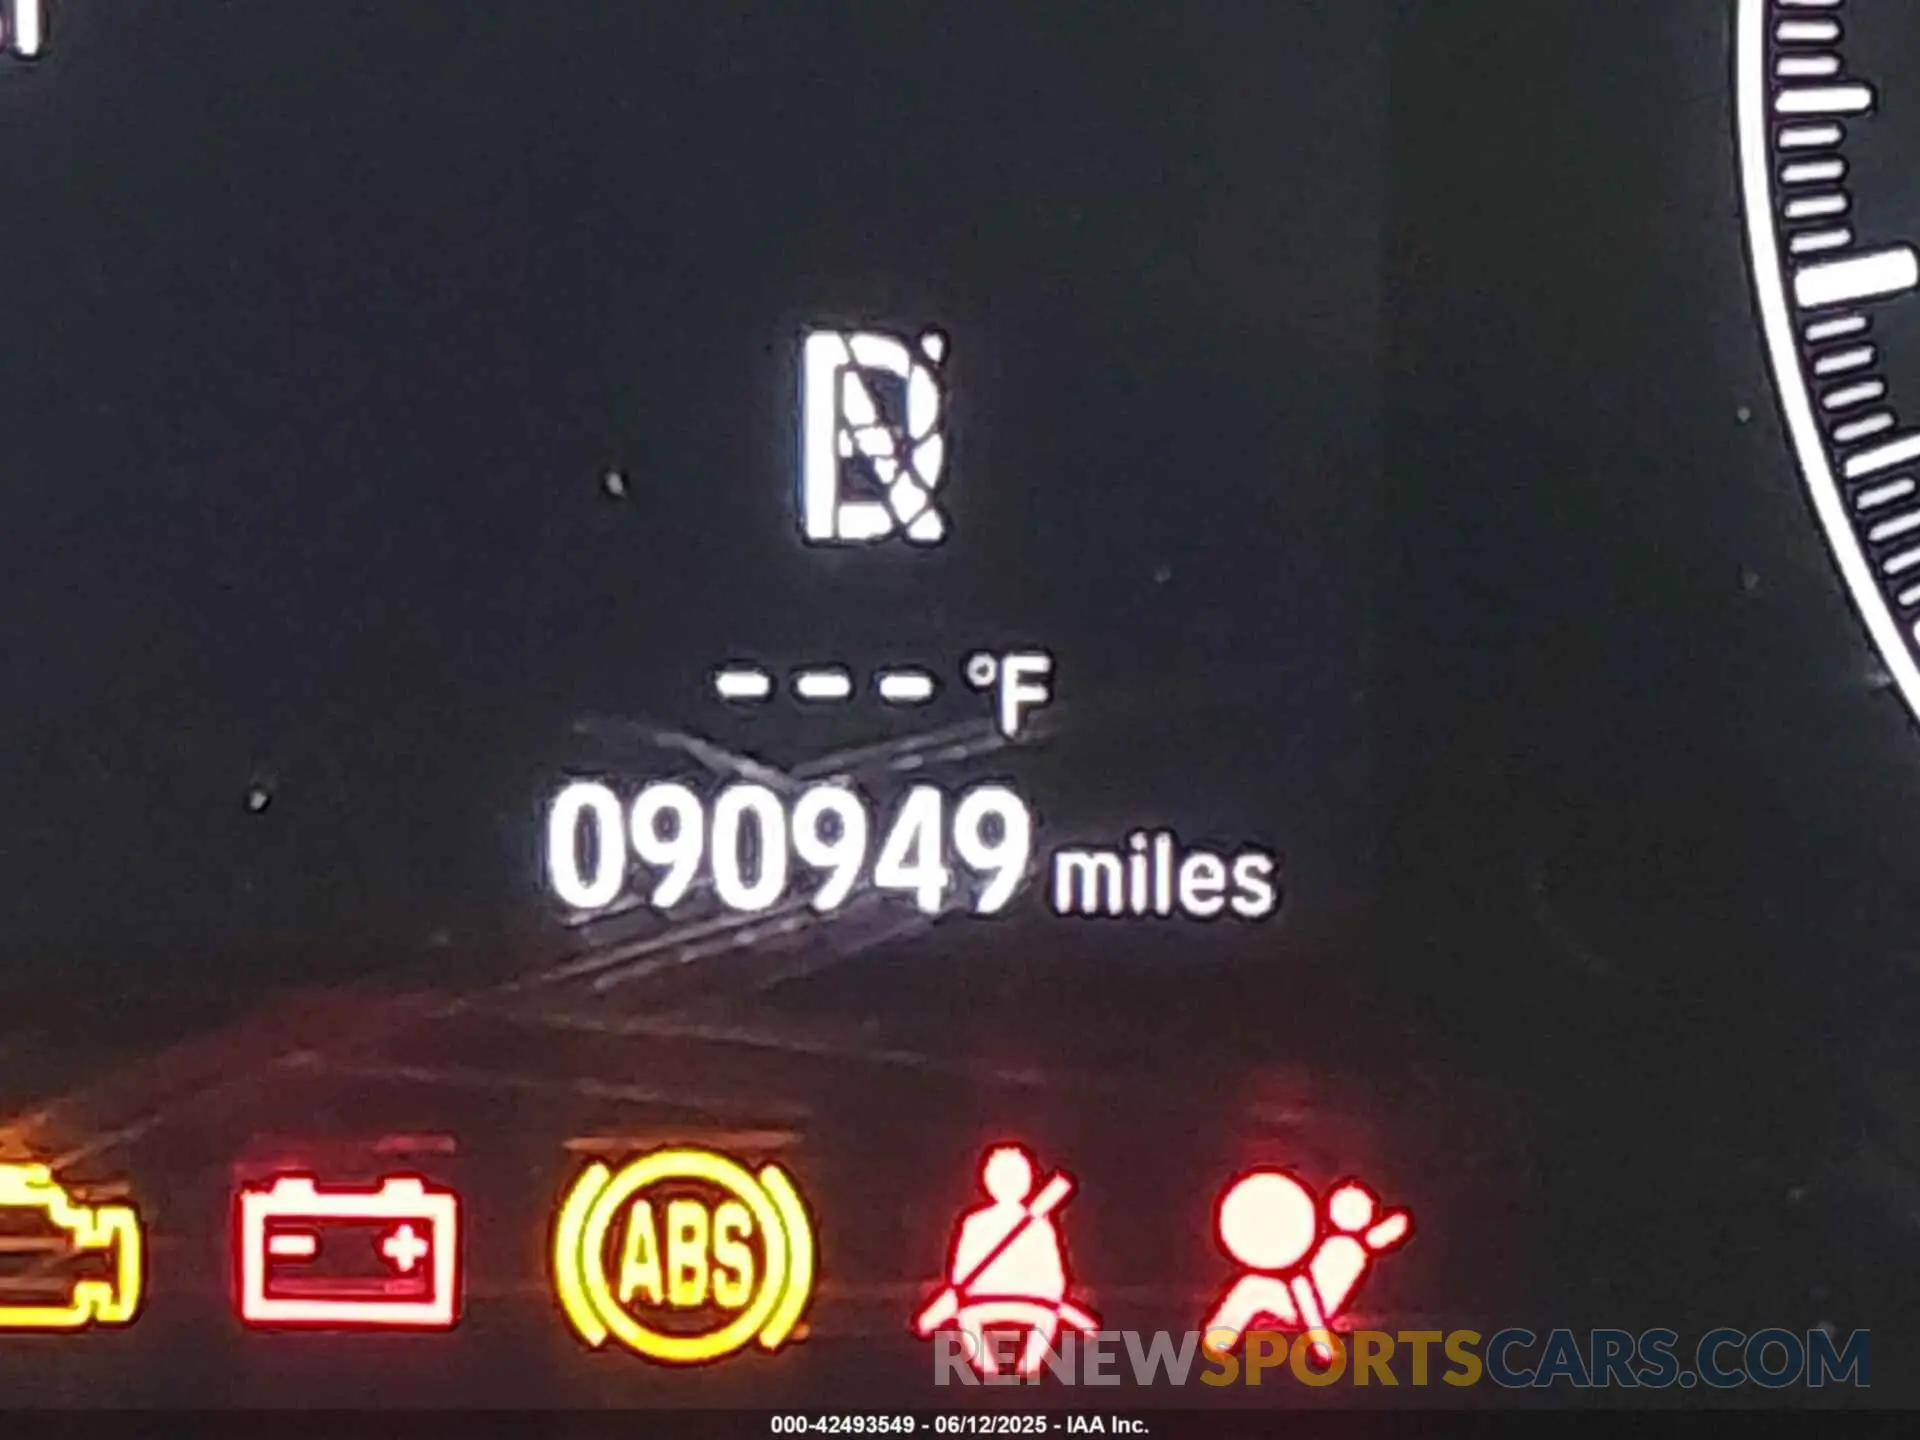 °F
090949 miles
ABS
RENEWSPORTSCARS.COM
000-42493549 - 06/12/2025 - IAA Inc.